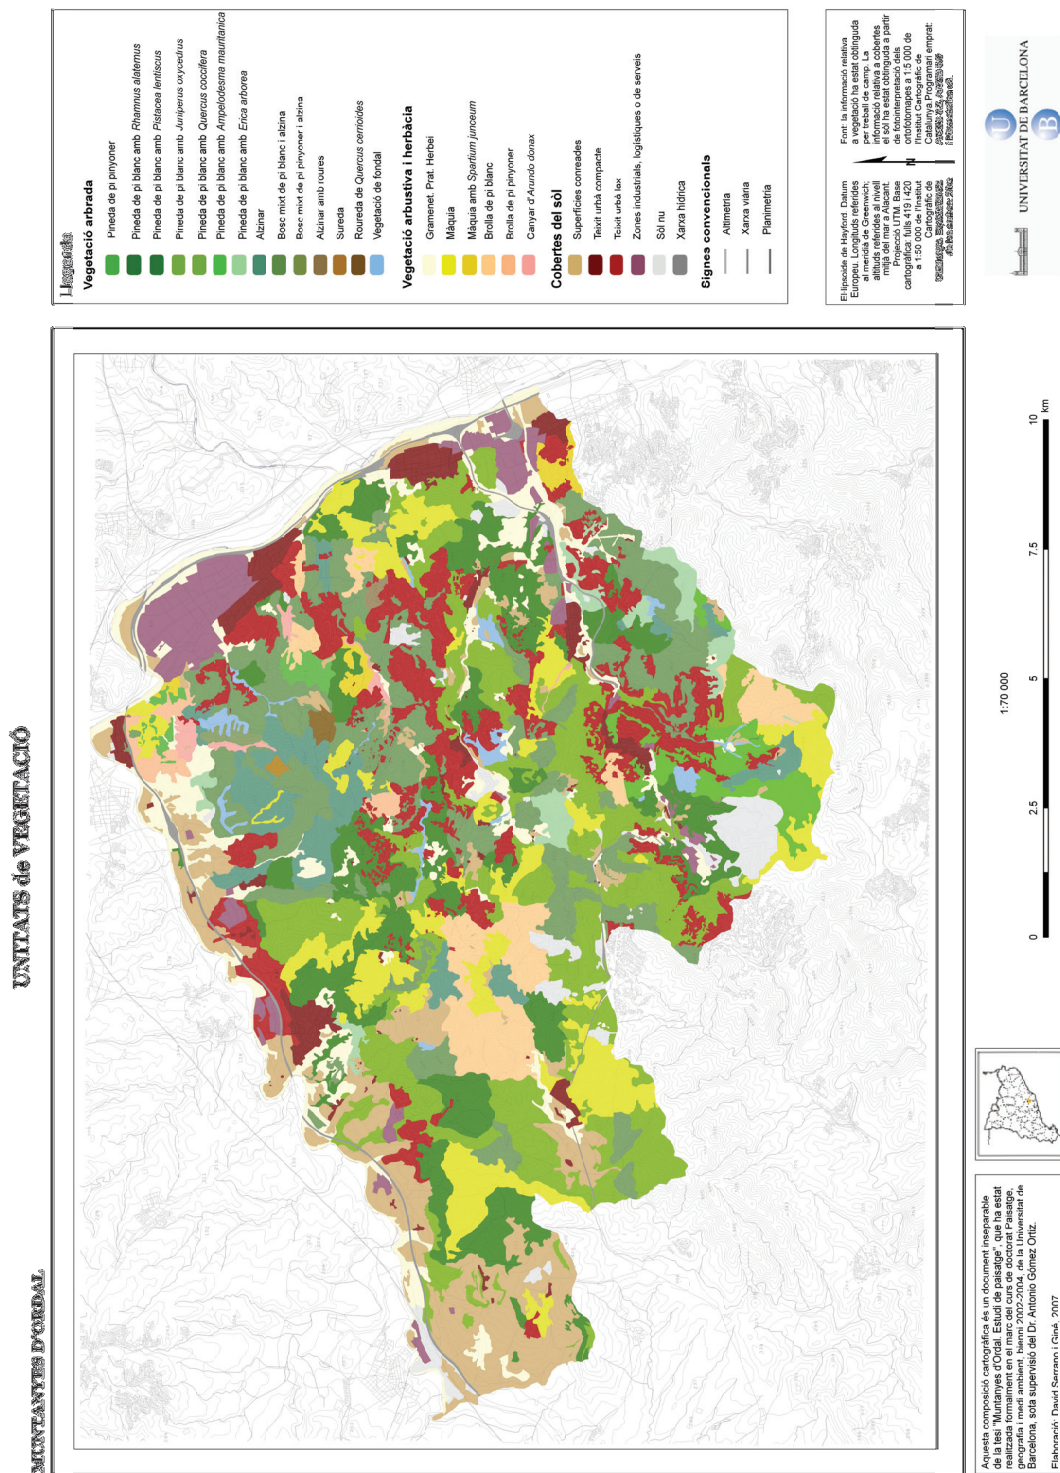 MUNTANYES D'ORDAL
UNITATS de VEGETACIÓ
Llegenda
Vegetació arbrada
Pineda de pi pinyoner
Pineda de pi blanc amb Rhamnus alaternus
Pineda de pi blanc amb Pistacea lentiscus
Pineda de pi blanc amb Juniperus oxycedrus
Pineda de pi blanc amb Quercus coccifera
Pineda de pi blanc amb Ampelodesma mauritanica
Pineda de pi blanc amb Erica arborea
Alzinar
Bosc mixt de pi blanc i alzina
Bosc mixt de pi pinyoner i alzina
Alzinar amb roures
Sureda
Roureda de Quercus cerrioides
Vegetació de fondal
Vegetació arbustiva i herbàcia
Gramenet. Prat. Herbei
Màquia
Màquia amb Spartium junceum
Brolla de pi blanc
Brolla de pi pinyoner
Canyar d'Arundo donax
Cobertes del sòl
Superfícies conreades
Teixit urbà compacte
Teixit urbà lax
Zones industrials, logístiques o de serveis
Sòl nu
Xarxa hídrica
Signes convencionals
Altimetria
Xarxa viària
Planimetria
El·lipsoide de Hayford. Datum
Europeu. Longituds referides
al meridià de Greenwich;
altituds referides al nivell
mitjà del mar a Alacant.
Projecció UTM. Base
cartogràfica: fulls 419 i 420
a 1:50 000 de l'Institut
Cartogràfic de
N
Font: la informació relativa
a vegetació ha estat obtinguda
per treball de camp. La
informació relativa a cobertes
el sòl ha estat obtinguda a partir
de fotointerpretació dels
ortofotomapes a 1:5 000 de
l'Institut Cartogràfic de
Catalunya. Programari emprat:
U
B
UNIVERSITAT DE BARCELONA
1:70 000
0 2.5 5 7.5 10
km
Aquesta composició cartogràfica és un document inseparable
de la tesi "Muntanyes d'Ordal. Estudi de paisatge", que ha estat
realitzada formalment en el marc del curs de doctorat Paisatge,
geografia i medi ambient, bienni 2002-2004, de la Universitat de
Barcelona, sota supervisió del Dr. Antonio Gómez Ortiz.
Elaboració: David Serrano i Giné, 2007